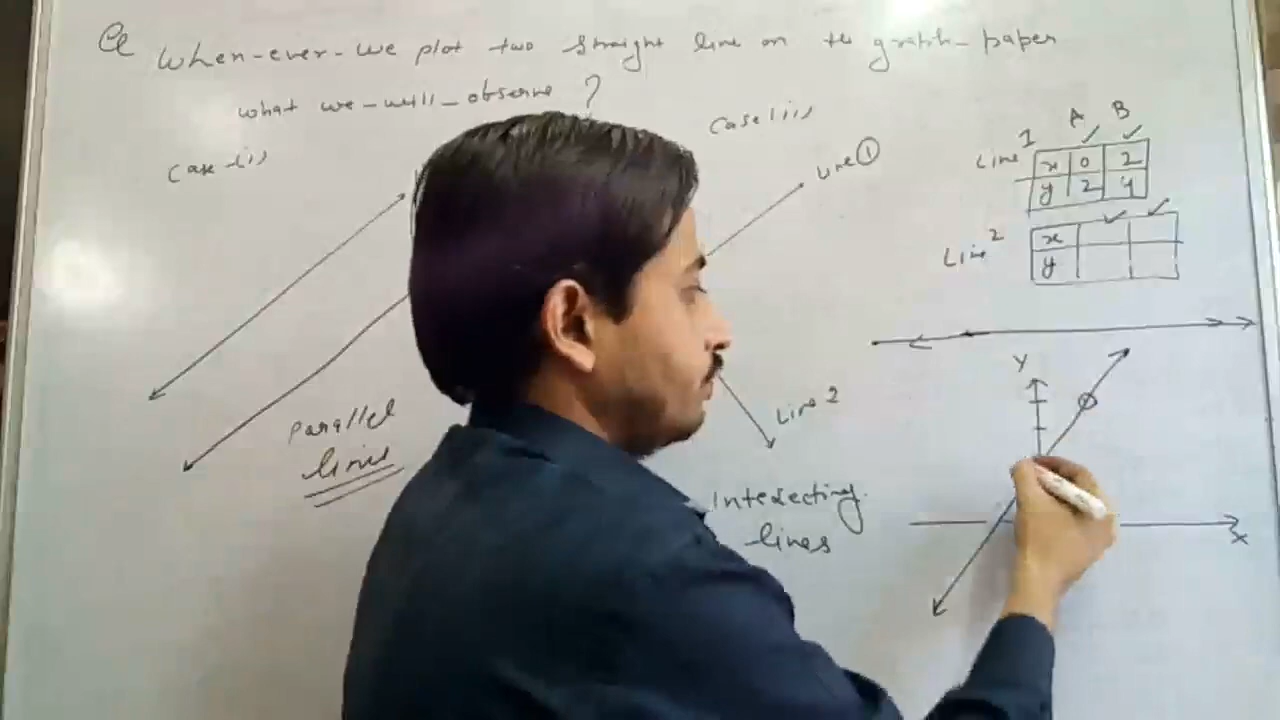 Q When-ever-we plot two straight line on the graph-paper
what we-will-observe ?
Case (i)
Case (ii)
Line ①
Line 2
Parallel
lines
Intersecting
lines
A B
Line 1
x 0 2
y 2 4
Line 2
x
y
Y
X